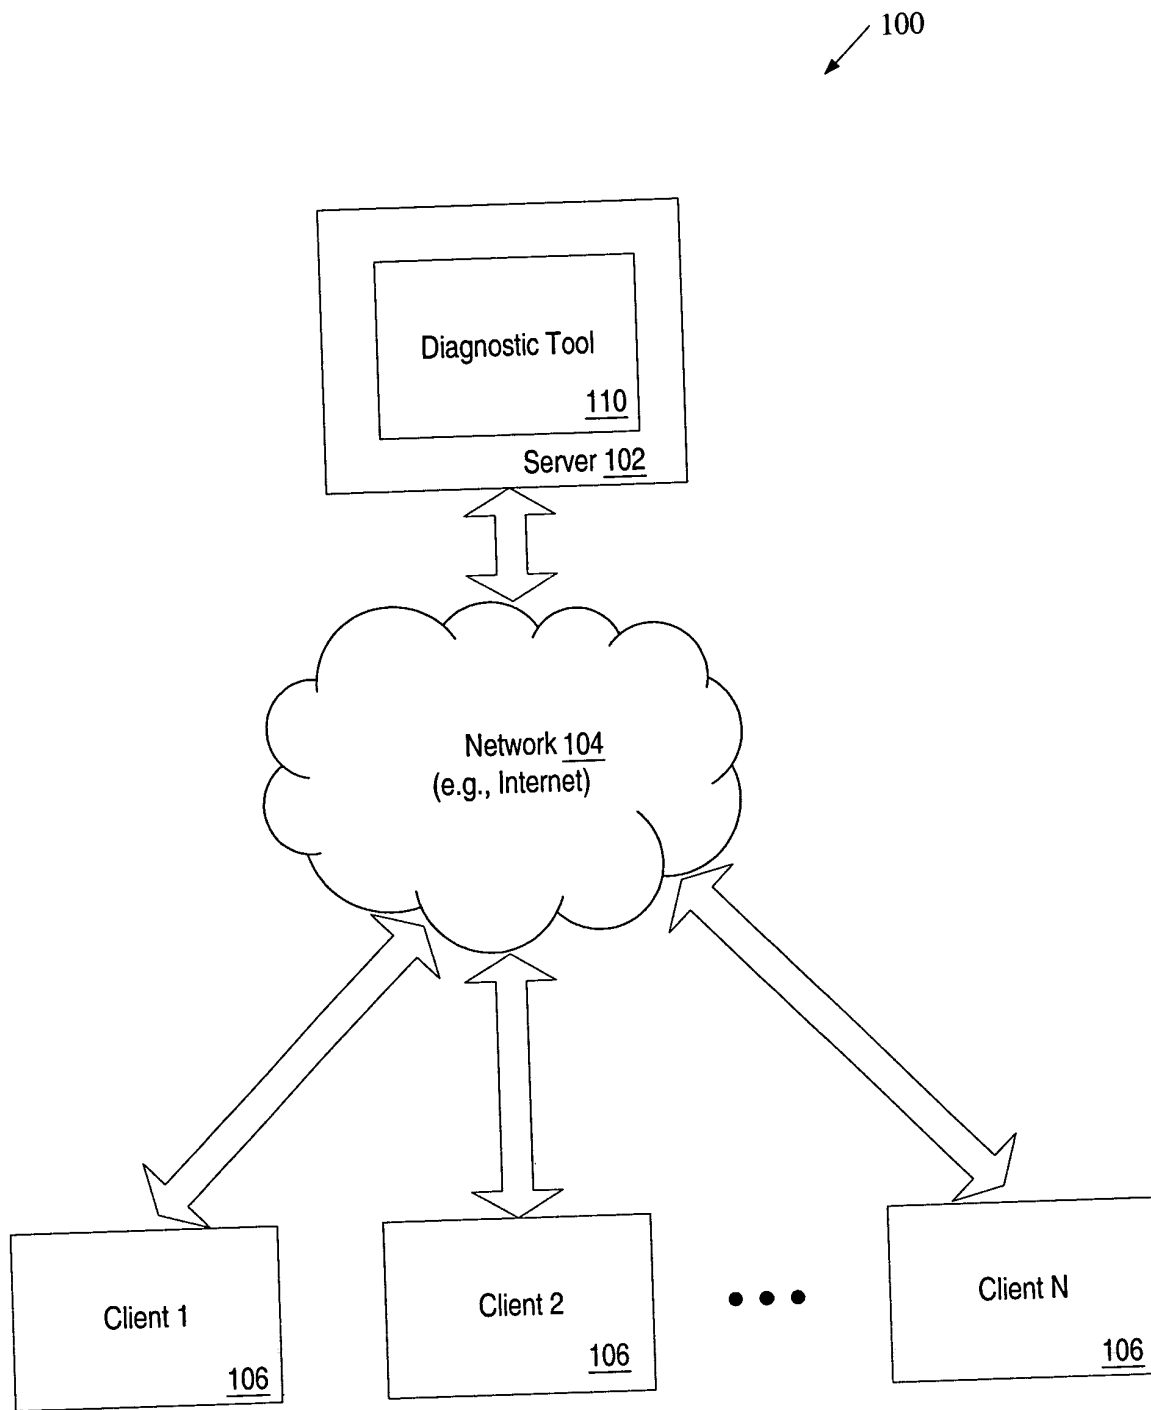 100
Diagnostic Tool
110
Server 102
Network 104
(e.g., Internet)
Client 1
106
Client 2
106
Client N
106